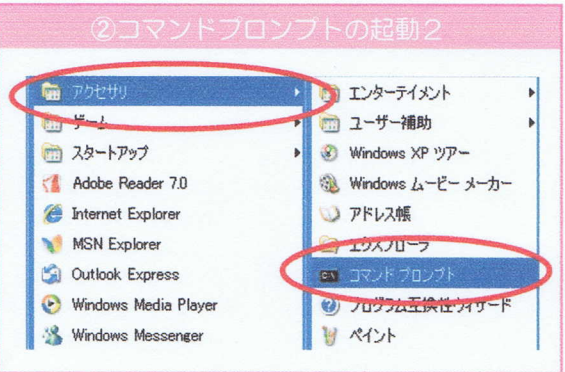 ②コマンドプロンプトの起動2
アクセサリ
ゲーム
スタートアップ
Adobe Reader 7.0
Internet Explorer
MSN Explorer
Outlook Express
Windows Media Player
Windows Messenger
エンターテイメント
ユーザー補助
Windows XP ツアー
Windows ムービー メーカー
アドレス帳
エクスプローラ
コマンド プロンプト
プログラム互換性ウィザード
ペイント